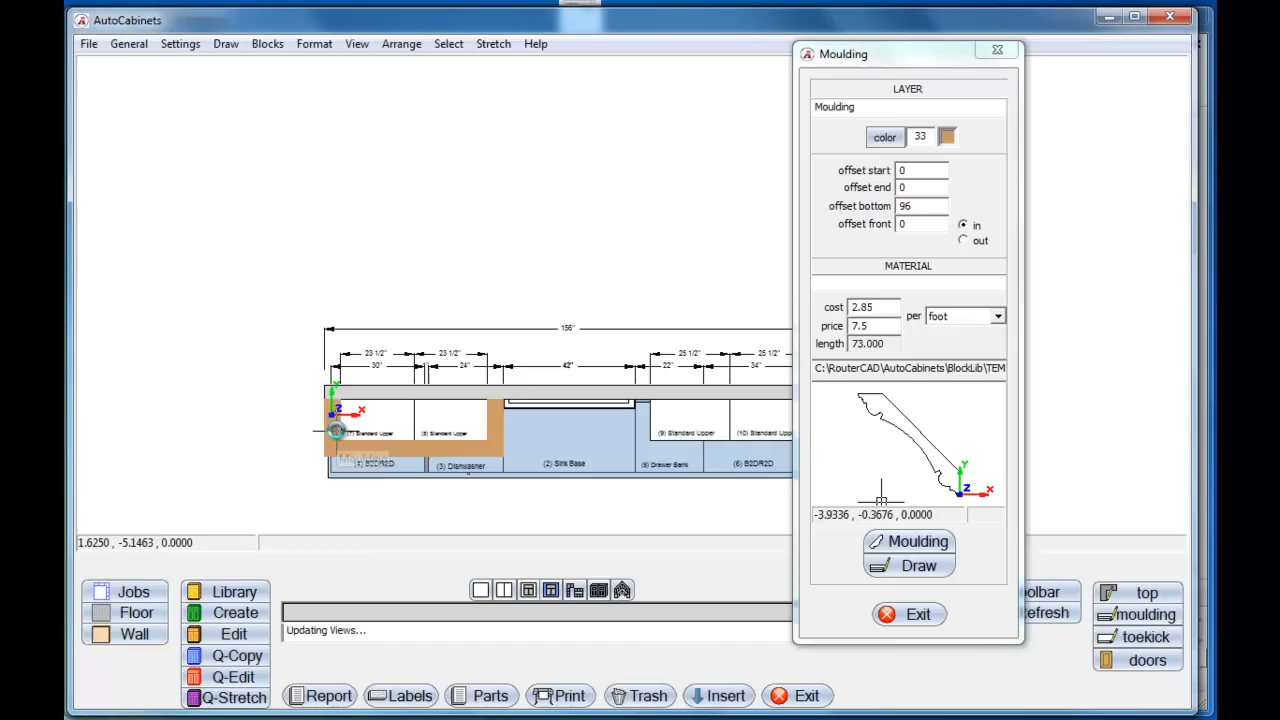 AutoCabinets
File General Settings Draw Blocks Format View Arrange Select Stretch Help
Moulding
LAYER
Moulding
color 33
offset start 0
offset end 0
offset bottom 96
offset front 0
in
out
MATERIAL
cost 2.85
per foot
price 7.5
length 73.000
C:\RouterCAD\AutoCabinets\BlockLib\TEM
Y
Z X
-3.9336 , -0.3676 , 0.0000
Moulding
Draw
Exit
156"
23 1/2" 23 1/2" 25 1/2" 25 1/2"
30" 24" 42" 22" 34"
Y
Z X
Standard Upper (8) Standard Upper (9) Standard Upper (10) Standard Upper
Moulding
B2DR2D (3) Dishwasher (2) Sink Base Drawer Bank (6) B2DR2D
1.6250 , -5.1463 , 0.0000
Jobs
Floor
Wall
Library
Create
Edit
Q-Copy
Q-Edit
Q-Stretch
Updating Views...
Report Labels Parts Print Trash Insert Exit
olbar
efresh
top
moulding
toekick
doors